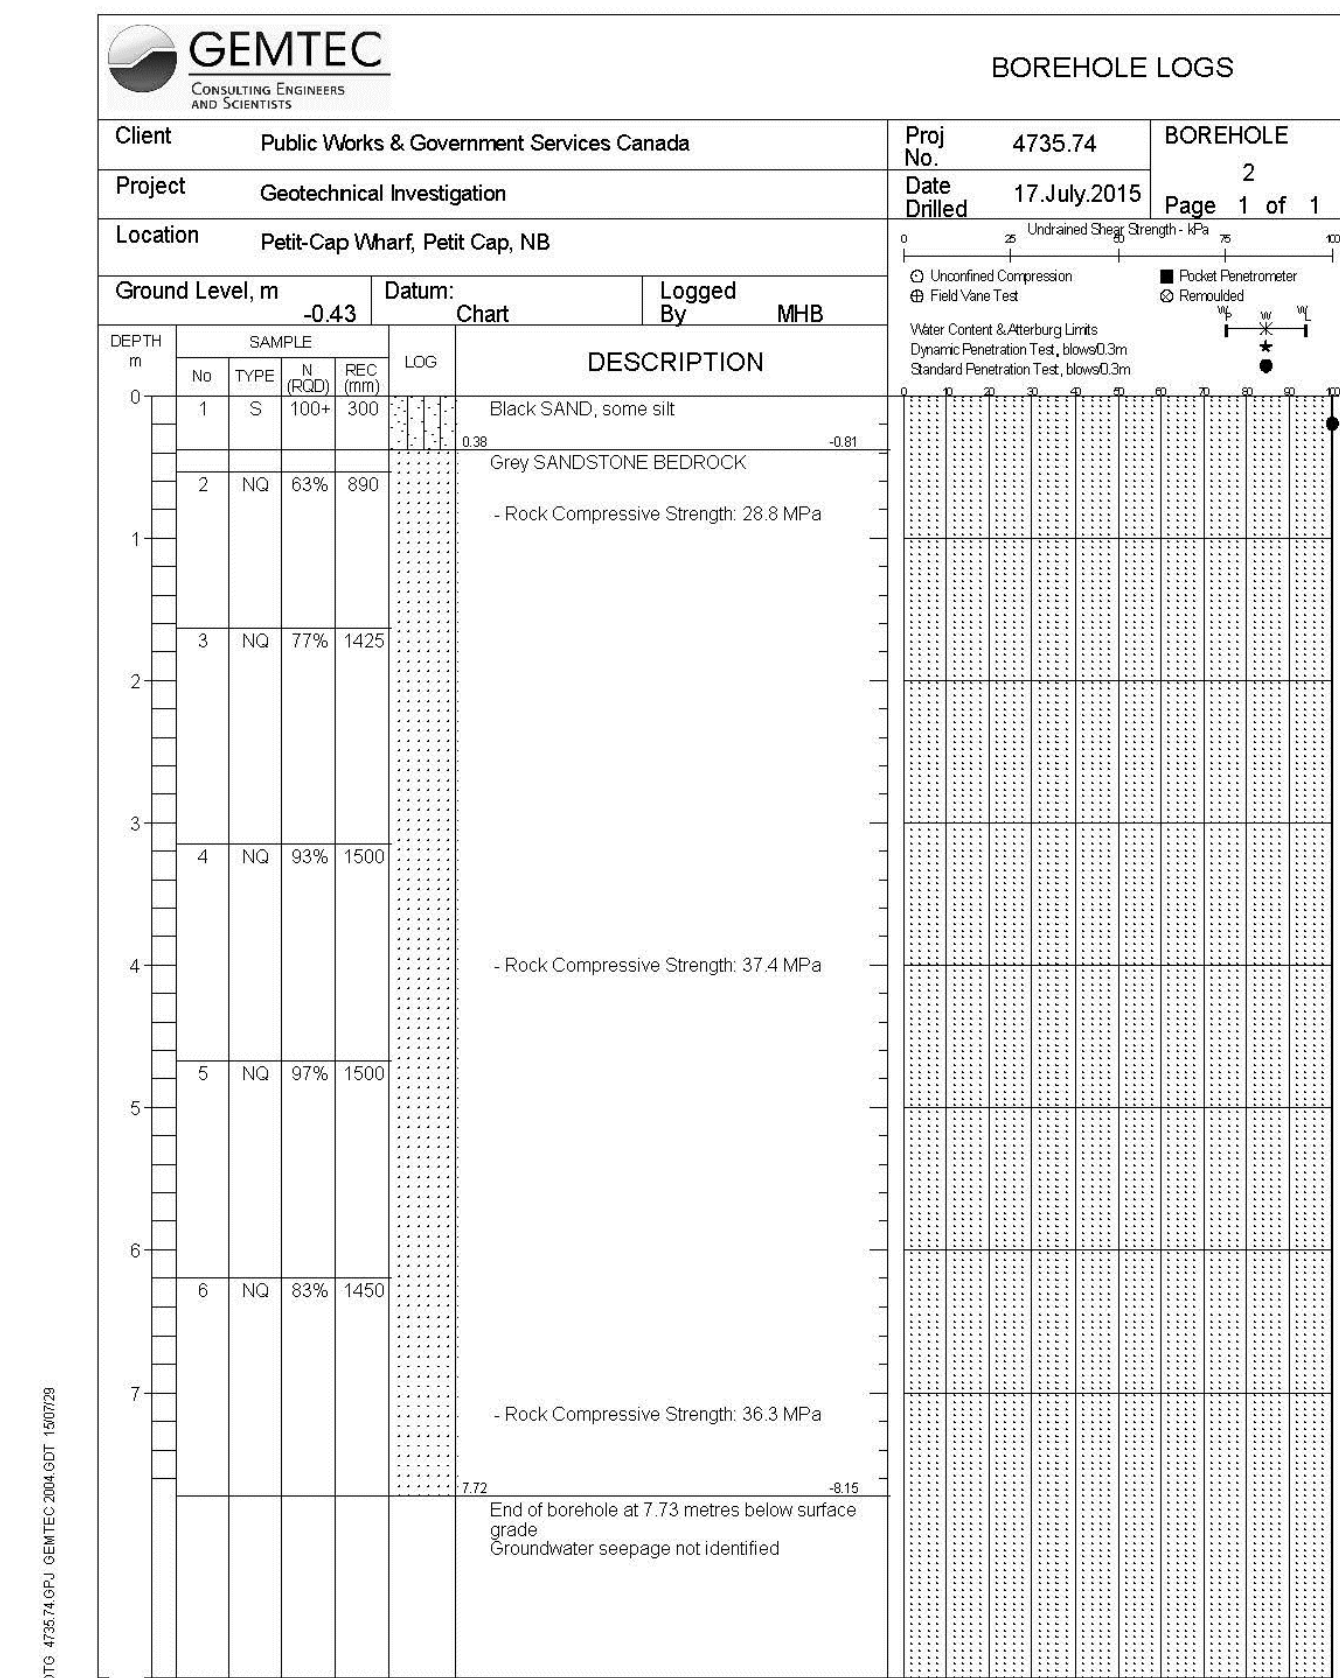 GEMTEC
CONSULTING ENGINEERS
AND SCIENTISTS
BOREHOLE LOGS
Client Public Works & Government Services Canada
Proj No. 4735.74
BOREHOLE
2
Page 1 of 1
Project Geotechnical Investigation
Date Drilled 17.July.2015
Location Petit-Cap Wharf, Petit Cap, NB
Ground Level, m -0.43
Datum: Chart
Logged By MHB
Undrained Shear Strength - kPa
0 25 50 75 100
Unconfined Compression
Pocket Penetrometer
Field Vane Test
Remoulded
Water Content & Atterburg Limits
Wp W WL
Dynamic Penetration Test, blows/0.3m
Standard Penetration Test, blows/0.3m
0 10 20 30 40 50 60 70 80 90 100
DEPTH m
SAMPLE
No TYPE N (RQD) REC (mm)
LOG
DESCRIPTION
0
1 S 100+ 300
Black SAND, some silt
0.38 -0.81
Grey SANDSTONE BEDROCK
2 NQ 63% 890
- Rock Compressive Strength: 28.8 MPa
1
3 NQ 77% 1425
2
3
4 NQ 93% 1500
4
- Rock Compressive Strength: 37.4 MPa
5 NQ 97% 1500
5
6
6 NQ 83% 1450
7
- Rock Compressive Strength: 36.3 MPa
7.72 -8.15
End of borehole at 7.73 metres below surface
grade
Groundwater seepage not identified
4735.74.GPJ GEMTEC 2004.GDT 15/07/29